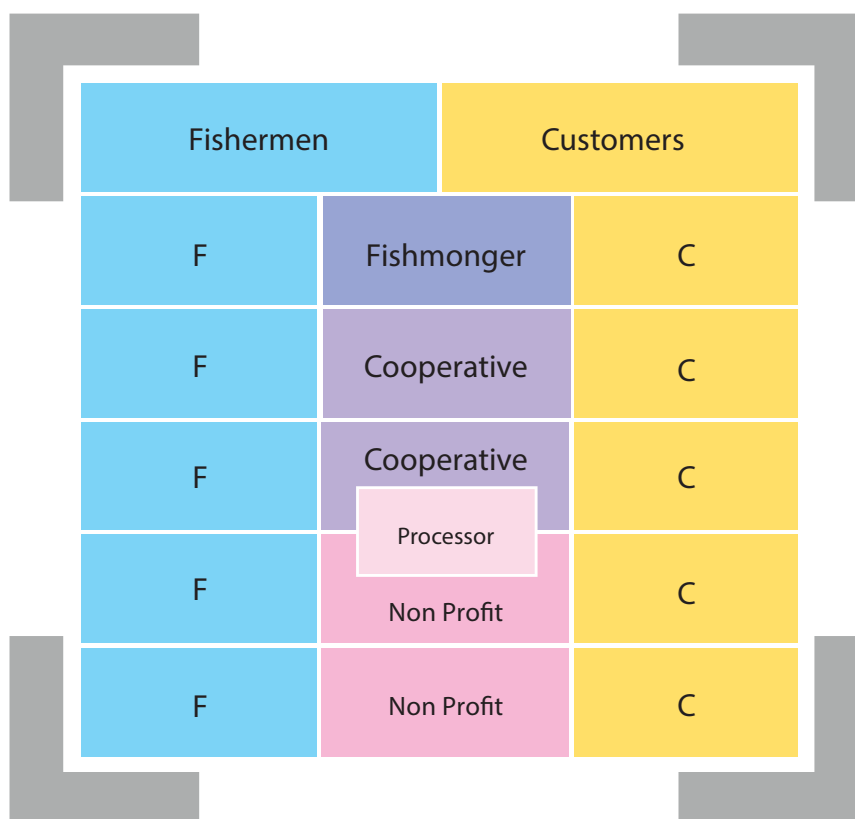 Fishermen
Customers
F
Fishmonger
C
F
Cooperative
C
F
Cooperative
C
Processor
F
Non Profit
C
F
Non Profit
C